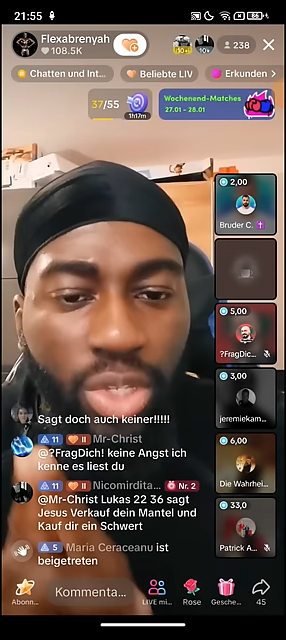 21:55
Flexabrenyah
108.5K
10+
10+
238
Chatten und Int...
Beliebte LIV
Erkunden >
37/55
1h17m
Wochenend-Matches
27.01 - 28.01
2,00
Bruder C.
5,00
?FragDic...
3,00
jeremiekam...
6,00
Die Wahrhei...
33,0
Patrick A...
Sagt doch auch keiner!!!!!
11 II Mr-Christ
@?FragDich! keine Angst ich
kenne es liest du
11 II Nicomirdita... Nr. 2
@Mr-Christ Lukas 22 36 sagt
Jesus Verkauf dein Mantel und
Kauf dir ein Schwert
5 Maria Ceraceanu ist
beigetreten
Abonn...
Kommenta...
LIVE mi...
Rose
Gesche...
45